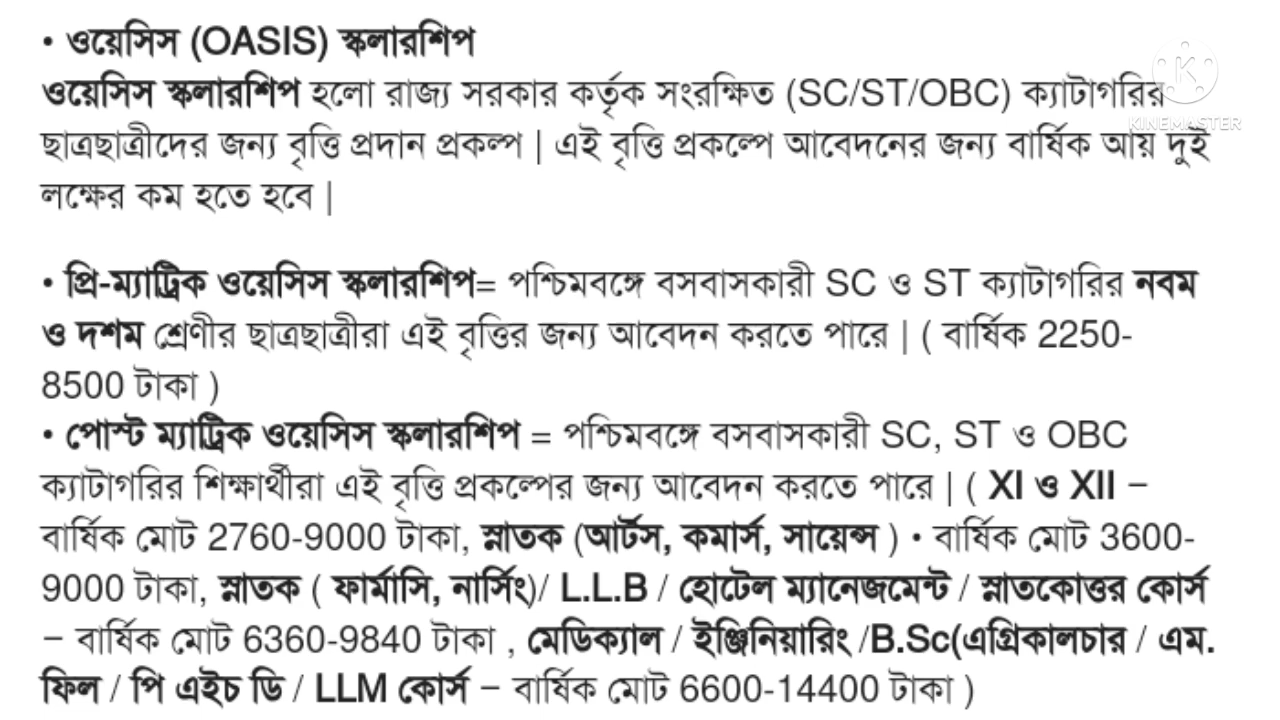 • ওয়েসিস (OASIS) স্কলারশিপ
ওয়েসিস স্কলারশিপ হলো রাজ্য সরকার কর্তৃক সংরক্ষিত (SC/ST/OBC) ক্যাটাগরির
KINEMASTER
ছাত্রছাত্রীদের জন্য বৃত্তি প্রদান প্রকল্প | এই বৃত্তি প্রকল্পে আবেদনের জন্য বার্ষিক আয় দুই
লক্ষের কম হতে হবে |
• প্রি-ম্যাট্রিক ওয়েসিস স্কলারশিপ= পশ্চিমবঙ্গে বসবাসকারী SC ও ST ক্যাটাগরির নবম
ও দশম শ্রেণীর ছাত্রছাত্রীরা এই বৃত্তির জন্য আবেদন করতে পারে | ( বার্ষিক 2250-
8500 টাকা )
• পোস্ট ম্যাট্রিক ওয়েসিস স্কলারশিপ = পশ্চিমবঙ্গে বসবাসকারী SC, ST ও OBC
ক্যাটাগরির শিক্ষার্থীরা এই বৃত্তি প্রকল্পের জন্য আবেদন করতে পারে | ( XI ও XII –
বার্ষিক মোট 2760-9000 টাকা, স্নাতক (আর্টস, কমার্স, সায়েন্স ) • বার্ষিক মোট 3600-
9000 টাকা, স্নাতক ( ফার্মাসি, নার্সিং)/ L.L.B / হোটেল ম্যানেজমেন্ট / স্নাতকোত্তর কোর্স
– বার্ষিক মোট 6360-9840 টাকা , মেডিক্যাল / ইঞ্জিনিয়ারিং /B.Sc(এগ্রিকালচার / এম.
ফিল / পি এইচ ডি / LLM কোর্স – বার্ষিক মোট 6600-14400 টাকা )